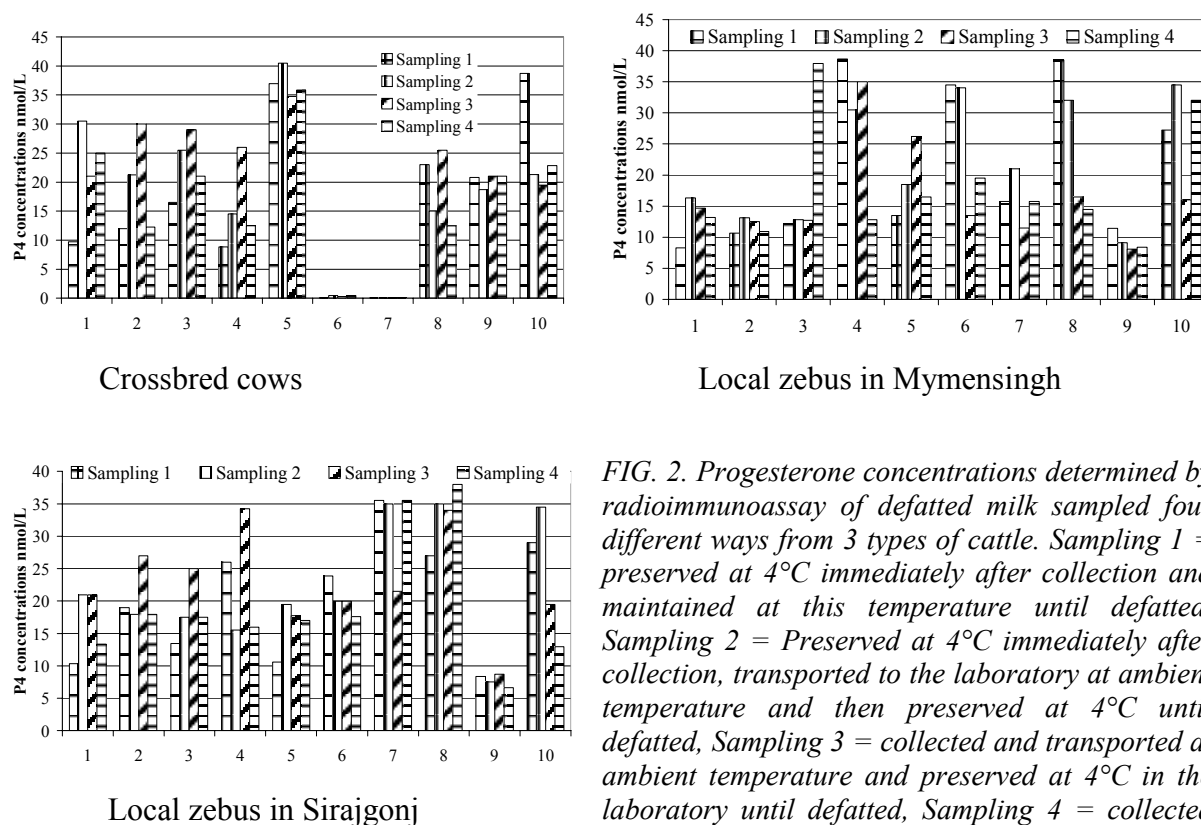 45
40
35
30
25
20
15
10
5
0
P4 concentrations nmol/L
Sampling 1
Sampling 2
Sampling 3
Sampling 4
1 2 3 4 5 6 7 8 9 10
Crossbred cows
45
40
35
30
25
20
15
10
5
0
P4 concentrations nmol/L
Sampling 1 Sampling 2 Sampling 3 Sampling 4
1 2 3 4 5 6 7 8 9 10
Local zebus in Mymensingh
40
35
30
25
20
15
10
5
0
P4 concentrations nmol/L
Sampling 1 Sampling 2 Sampling 3 Sampling 4
1 2 3 4 5 6 7 8 9 10
Local zebus in Sirajgonj
FIG. 2. Progesterone concentrations determined by
radioimmunoassay of defatted milk sampled fou
different ways from 3 types of cattle. Sampling 1 =
preserved at 4°C immediately after collection and
maintained at this temperature until defatted
Sampling 2 = Preserved at 4°C immediately afte
collection, transported to the laboratory at ambien
temperature and then preserved at 4°C unti
defatted, Sampling 3 = collected and transported a
ambient temperature and preserved at 4°C in the
laboratory until defatted, Sampling 4 = collected